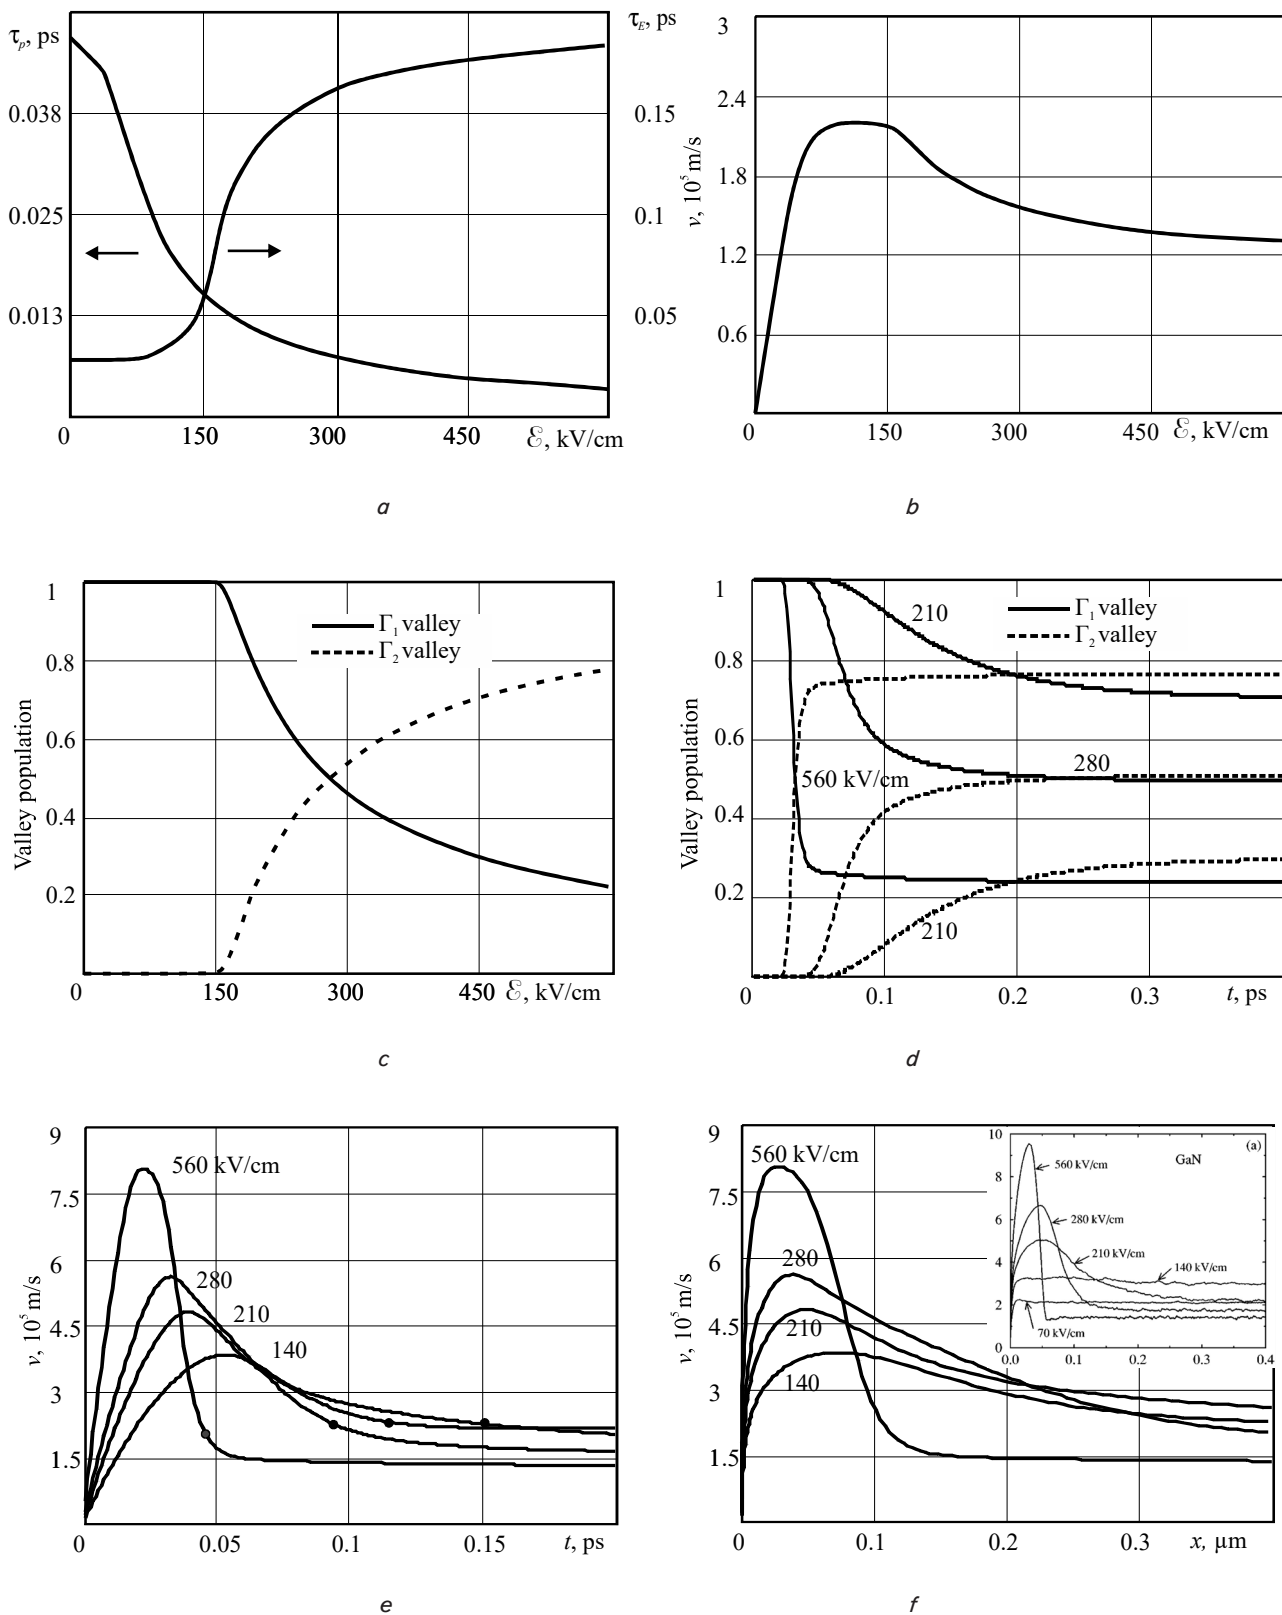 τp, ps
0.038
0.025
0.013
0
150
300
450
ℰ, kV/cm
τE, ps
0.15
0.1
0.05
a
3
2.4
1.8
1.2
0.6
v, 10⁵ m/s
0
150
300
450
ℰ, kV/cm
b
1
0.8
0.6
0.4
0.2
Valley population
Γ₁ valley
Γ₂ valley
0
150
300
450
ℰ, kV/cm
c
1
0.8
0.6
0.4
0.2
Valley population
210
Γ₁ valley
Γ₂ valley
280
560 kV/cm
210
0
0.1
0.2
0.3
t, ps
d
9
7.5
6
4.5
3
1.5
v, 10⁵ m/s
560 kV/cm
280
210
140
0
0.05
0.1
0.15
t, ps
e
9
7.5
6
4.5
3
1.5
v, 10⁵ m/s
560 kV/cm
280
210
140
10
8
6
4
2
0
(a)
GaN
560 kV/cm
280 kV/cm
210 kV/cm
140 kV/cm
70 kV/cm
0.0
0.1
0.2
0.3
0.4
0
0.1
0.2
0.3
x, μm
f